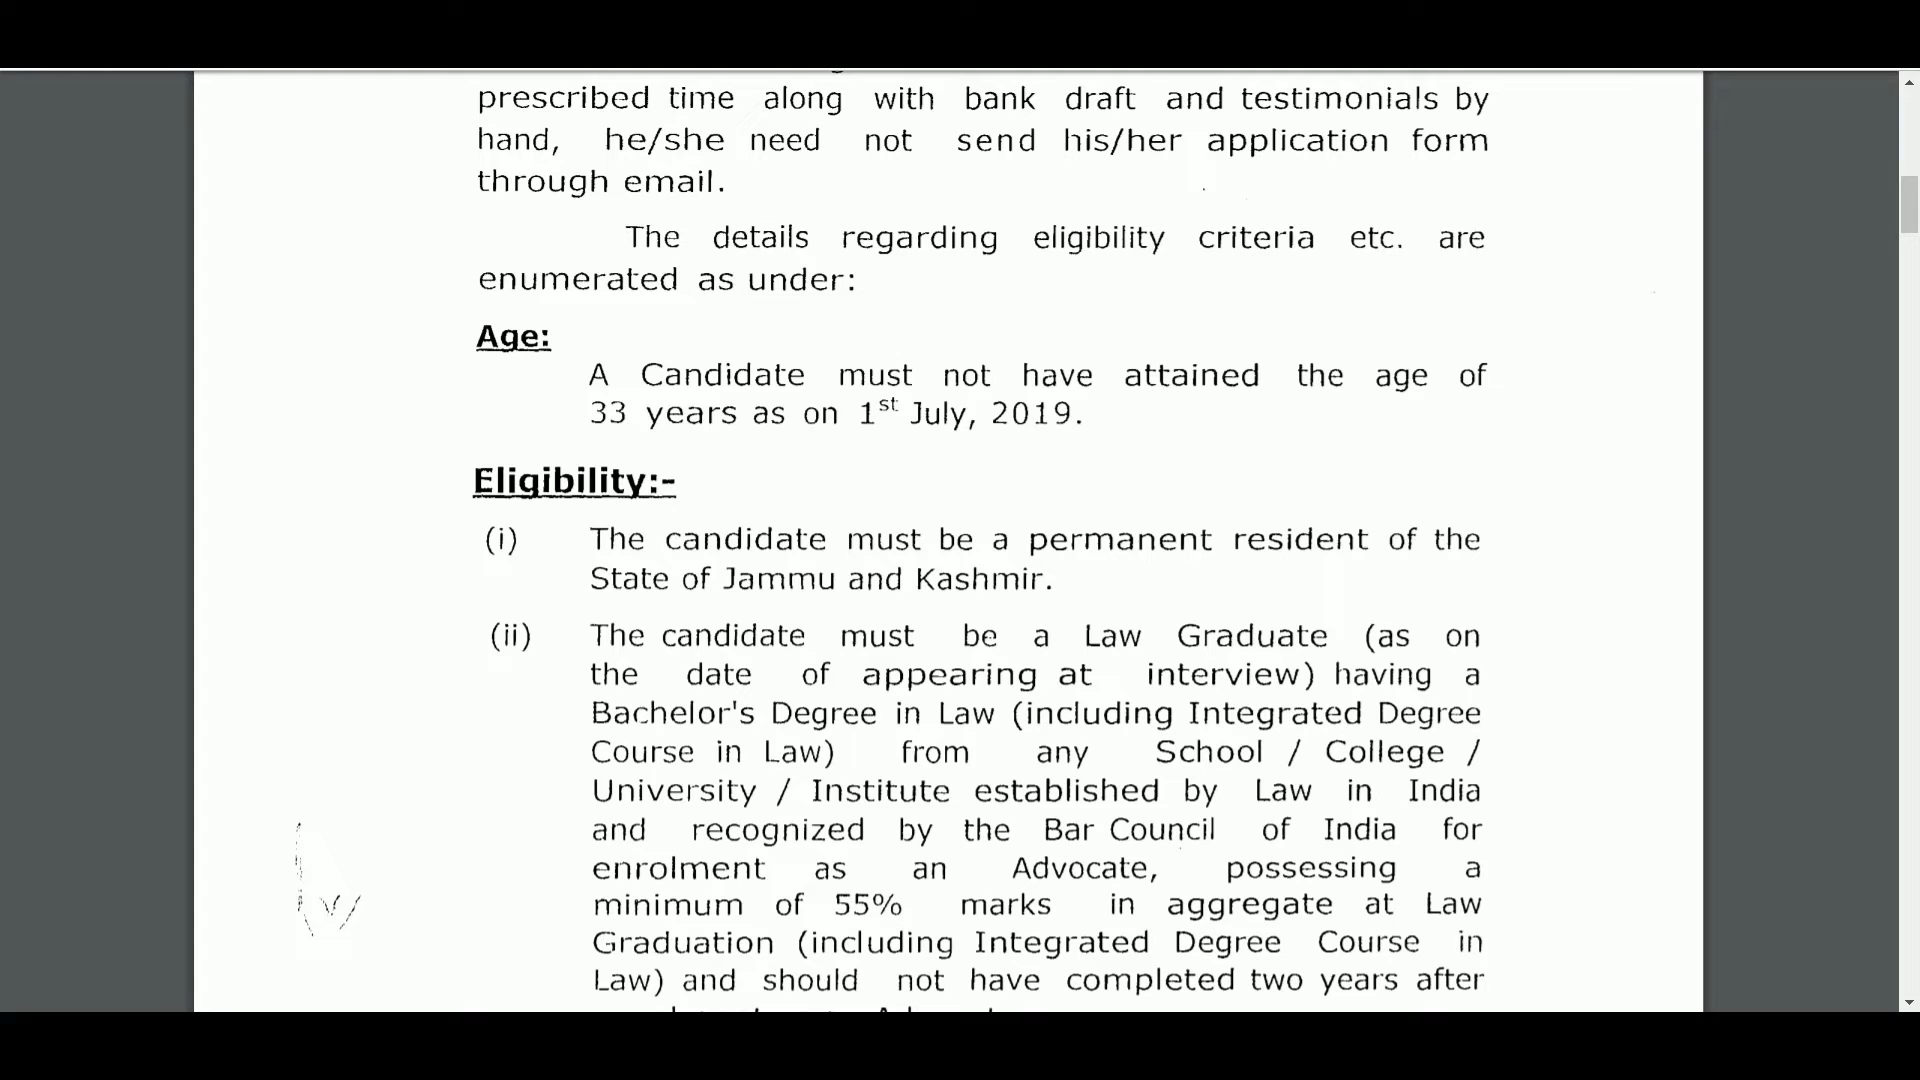 prescribed time along with bank draft and testimonials by
hand, he/she need not send his/her application form
through email.
The details regarding eligibility criteria etc. are
enumerated as under:
Age:
A Candidate must not have attained the age of
33 years as on 1st July, 2019.
Eligibility:-
(i) The candidate must be a permanent resident of the
State of Jammu and Kashmir.
(ii) The candidate must be a Law Graduate (as on
the date of appearing at interview) having a
Bachelor's Degree in Law (including Integrated Degree
Course in Law) from any School / College /
University / Institute established by Law in India
and recognized by the Bar Council of India for
enrolment as an Advocate, possessing a
minimum of 55% marks in aggregate at Law
Graduation (including Integrated Degree Course in
Law) and should not have completed two years after